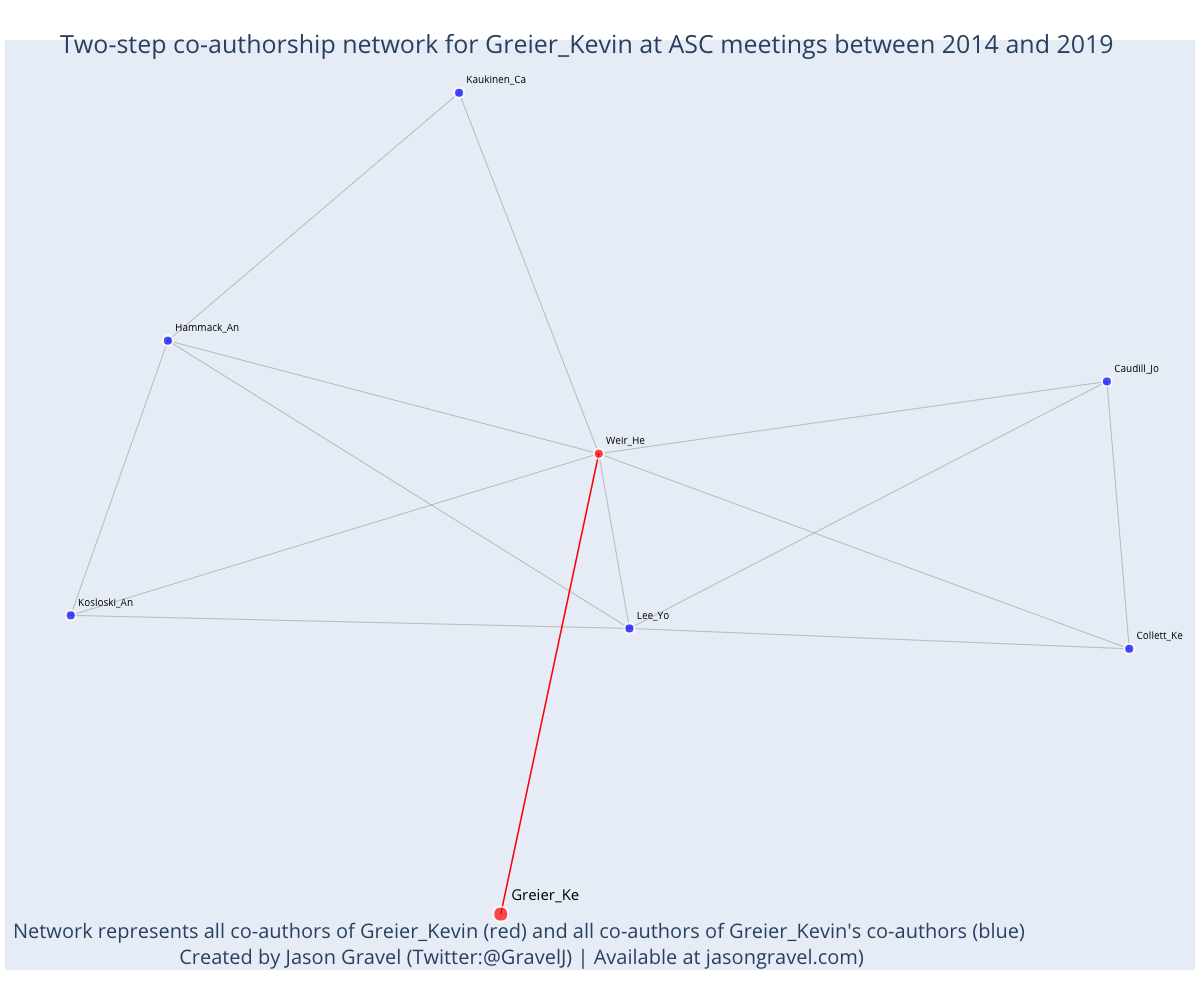 Two-step co-authorship network for Greier_Kevin at ASC meetings between 2014 and 2019
Kaukinen_Ca
Hammack_An
Caudill_Jo
Weir_He
Kosloski_An
Lee_Yo
Collett_Ke
Greier_Ke
Network represents all co-authors of Greier_Kevin (red) and all co-authors of Greier_Kevin's co-authors (blue)
Created by Jason Gravel (Twitter:@GravelJ) | Available at jasongravel.com)